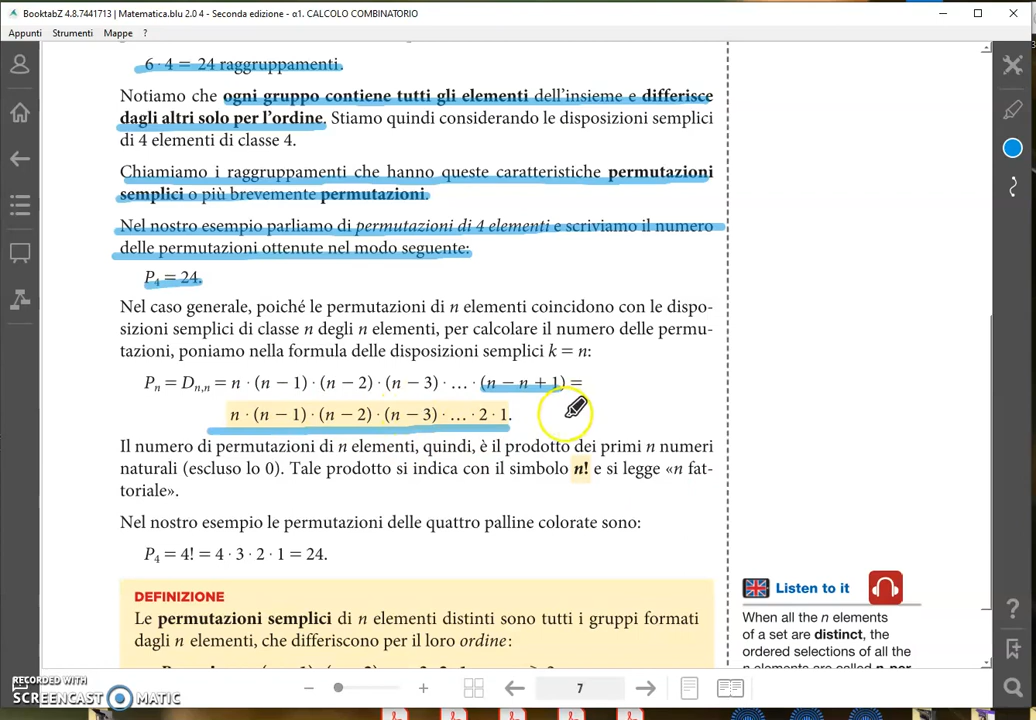 BooktabZ 4.8.7441713 | Matematica.blu 2.0 4 - Seconda edizione - α1. CALCOLO COMBINATORIO
Appunti Strumenti Mappe ?
6 · 4 = 24 raggruppamenti.
Notiamo che ogni gruppo contiene tutti gli elementi dell'insieme e differisce
dagli altri solo per l'ordine. Stiamo quindi considerando le disposizioni semplici
di 4 elementi di classe 4.
Chiamiamo i raggruppamenti che hanno queste caratteristiche permutazioni
semplici o più brevemente permutazioni.
Nel nostro esempio parliamo di permutazioni di 4 elementi e scriviamo il numero
delle permutazioni ottenute nel modo seguente:
P₄ = 24.
Nel caso generale, poiché le permutazioni di n elementi coincidono con le dispo-
sizioni semplici di classe n degli n elementi, per calcolare il numero delle permu-
tazioni, poniamo nella formula delle disposizioni semplici k = n:
Pₙ = Dₙ,ₙ = n · (n − 1) · (n − 2) · (n − 3) · … · (n − n + 1) =
n · (n − 1) · (n − 2) · (n − 3) · … · 2 · 1.
Il numero di permutazioni di n elementi, quindi, è il prodotto dei primi n numeri
naturali (escluso lo 0). Tale prodotto si indica con il simbolo n! e si legge «n fat-
toriale».
Nel nostro esempio le permutazioni delle quattro palline colorate sono:
P₄ = 4! = 4 · 3 · 2 · 1 = 24.
DEFINIZIONE
Le permutazioni semplici di n elementi distinti sono tutti i gruppi formati
dagli n elementi, che differiscono per il loro ordine:
Listen to it
When all the n elements
of a set are distinct, the
ordered selections of all the
n elements are called n per
7
RECORDED WITH
SCREENCAST MATIC